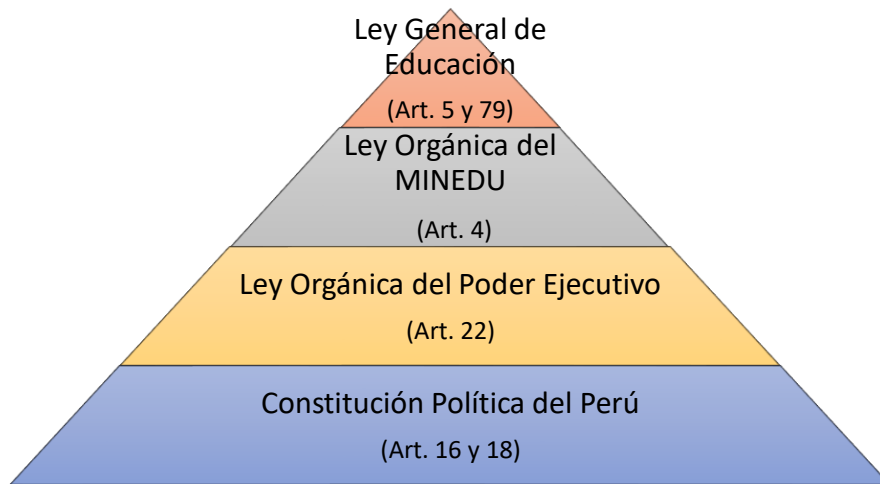 Ley General de
Educación
(Art. 5 y 79)
Ley Orgánica del
MINEDU
(Art. 4)
Ley Orgánica del Poder Ejecutivo
(Art. 22)
Constitución Política del Perú
(Art. 16 y 18)